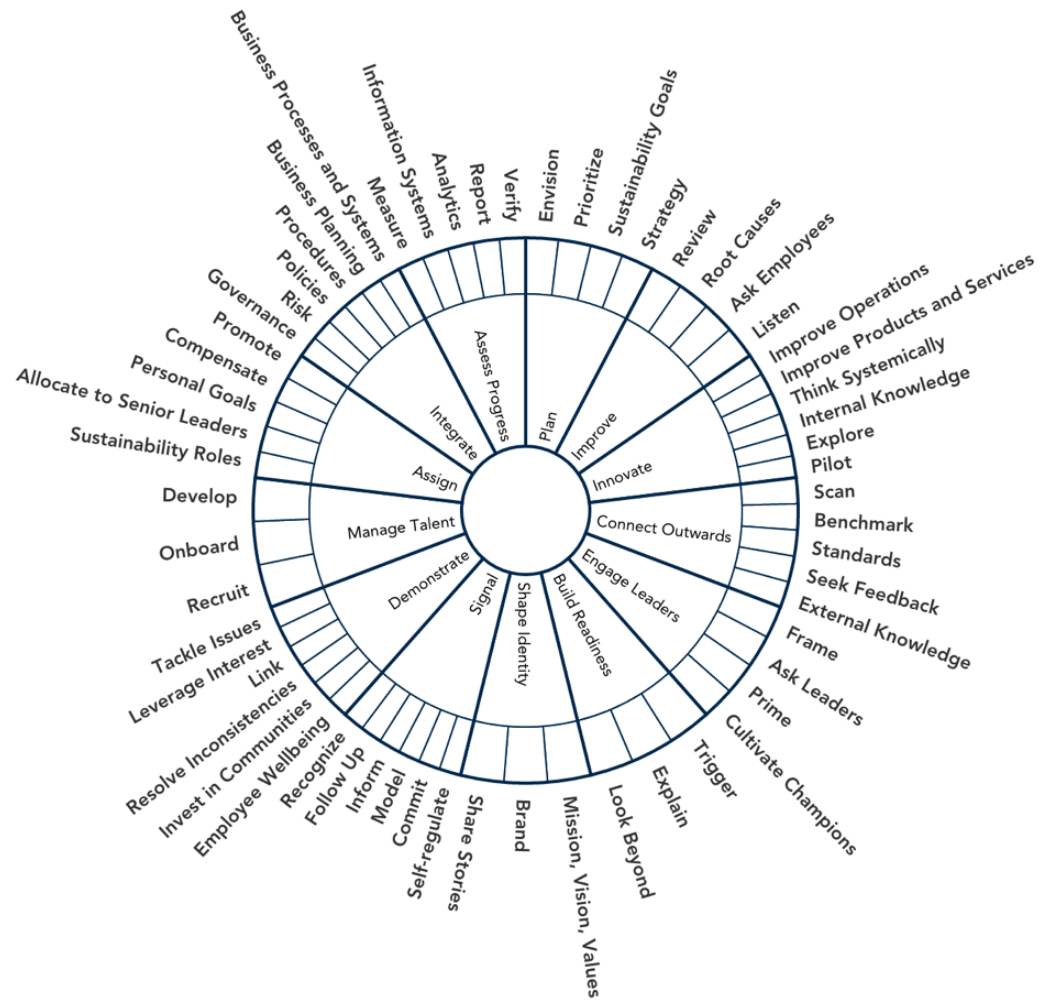 Envision
Prioritize
Sustainability Goals
Strategy
Review
Root Causes
Ask Employees
Listen
Improve Operations
Improve Products and Services
Think Systemically
Internal Knowledge
Explore
Pilot
Scan
Benchmark
Standards
Seek Feedback
External Knowledge
Frame
Ask Leaders
Prime
Cultivate Champions
Trigger
Explain
Look Beyond
Mission, Vision, Values
Brand
Share Stories
Self-regulate
Commit
Model
Inform
Follow Up
Recognize
Employee Wellbeing
Invest in Communities
Resolve Inconsistencies
Link
Leverage Interest
Tackle Issues
Recruit
Onboard
Develop
Sustainability Roles
Allocate to Senior Leaders
Personal Goals
Compensate
Promote
Governance
Risk
Policies
Procedures
Business Planning
Business Processes and Systems
Measure
Information Systems
Analytics
Report
Verify
Plan
Improve
Innovate
Connect Outwards
Engage Leaders
Build Readiness
Shape Identity
Signal
Demonstrate
Manage Talent
Assign
Integrate
Assess Progress